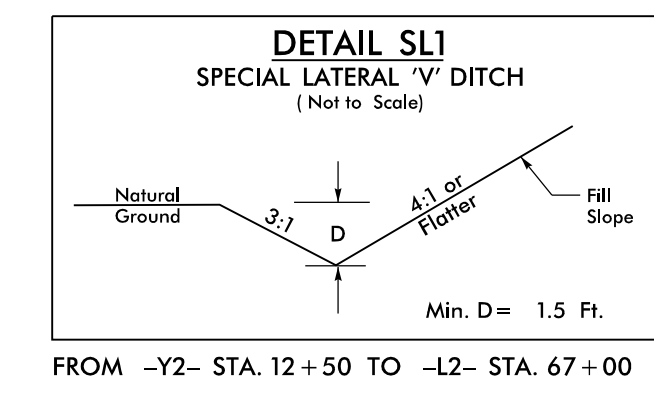 DETAIL SL1
SPECIAL LATERAL 'V' DITCH
( Not to Scale)
Natural
Ground
3:1
D
4:1 or
Flatter
Fill
Slope
Min. D= 1.5 Ft.
FROM –Y2– STA. 12+50 TO –L2– STA. 67+00